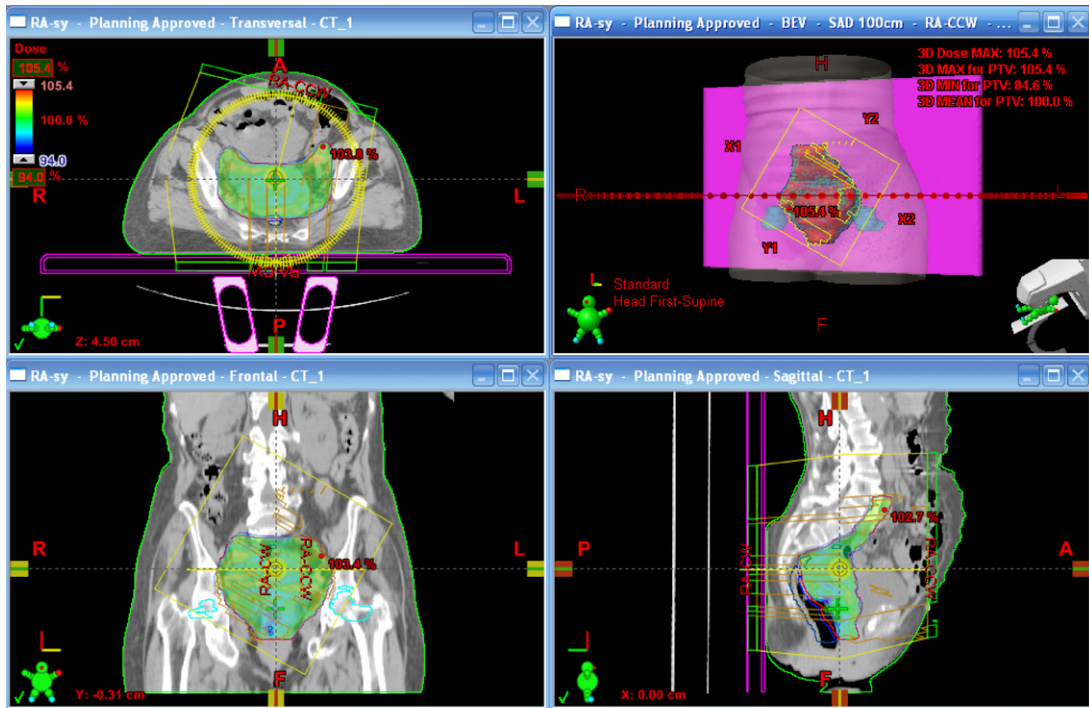 RA-sy - Planning Approved - Transversal - CT_1
Dose
105.4 %
105.4
100.0 %
94.0
94.0 %
A
RA-CCW
103.8 %
R
L
RA-CW
P
Z: 4.50 cm
RA-sy - Planning Approved - BEV - SAD 100cm - RA-CCW - ...
3D Dose MAX: 105.4 %
3D MAX for PTV: 105.4 %
3D MIN for PTV: 84.6 %
3D MEAN for PTV: 100.0 %
H
Y2
X1
R
L
105.4 %
X2
Y1
L
Standard
Head First-Supine
F
RA-sy - Planning Approved - Frontal - CT_1
H
R
L
RA-CW
RA-CCW
103.4 %
F
L
Y: -0.31 cm
RA-sy - Planning Approved - Sagittal - CT_1
H
102.7 %
P
A
RA-CW
RA-CCW
F
L
X: 0.00 cm